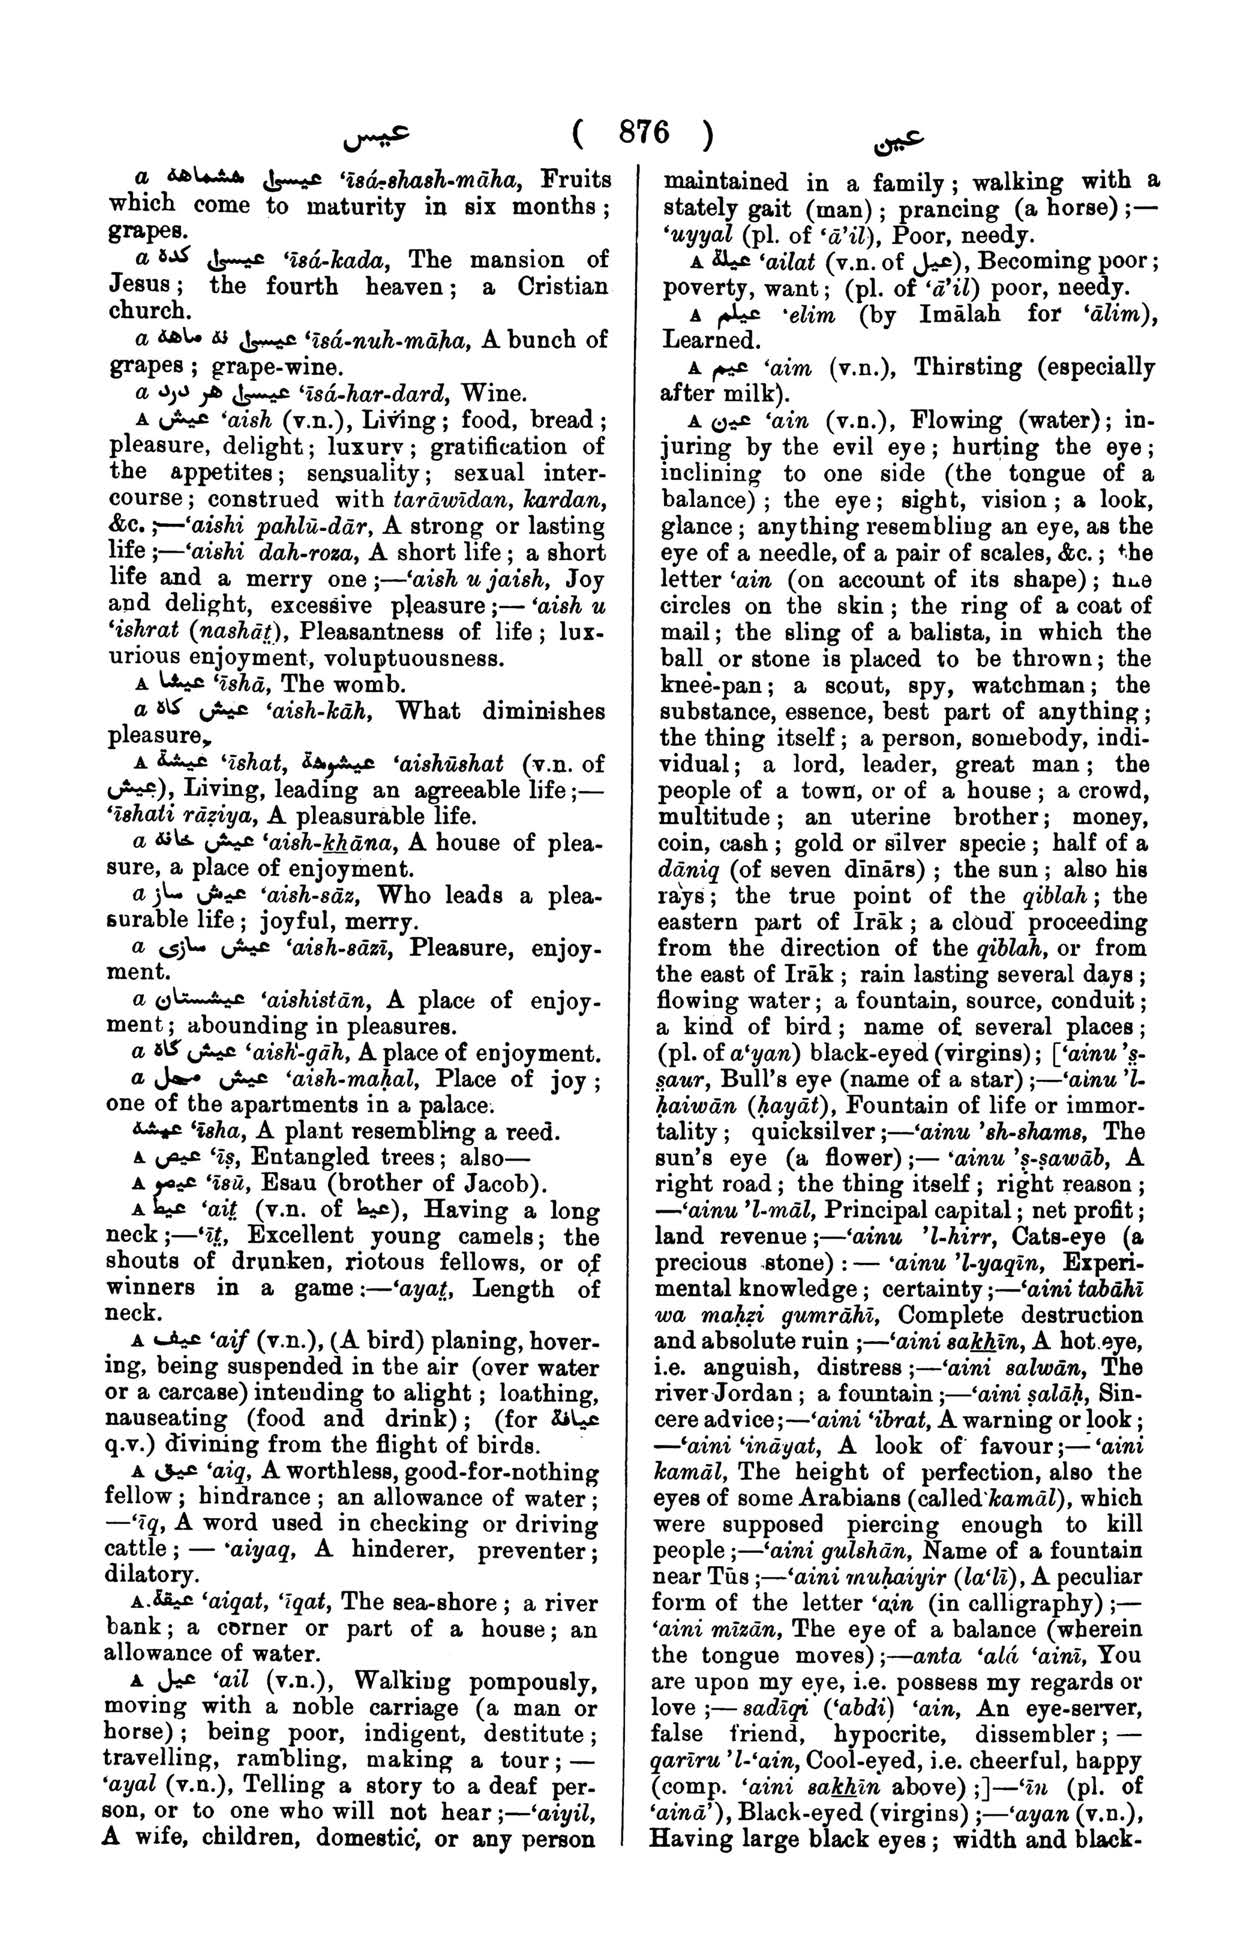 عيس ( 876 ) عين
a عيسىٰ ششماهه ‘īsá-shash-māha, Fruits
which come to maturity in six months;
grapes.
a عيسىٰ كده ‘īsá-kada, The mansion of
Jesus; the fourth heaven; a Cristian
church.
a عيسىٰ نه ماهه ‘īsá-nuh-māha, A bunch of
grapes; grape-wine.
a عيسىٰ هر درد ‘īsá-har-dard, Wine.
A عيش ‘aish (v.n.), Living; food, bread;
pleasure, delight; luxury; gratification of
the appetites; sensuality; sexual inter-
course; construed with tarāwīdan, kardan,
&c.;—‘aishi pahlū-dār, A strong or lasting
life;—‘aishi dah-roza, A short life; a short
life and a merry one;—‘aish u jaish, Joy
and delight, excessive pleasure;—‘aish u
‘ishrat (nashāt̤), Pleasantness of life; lux-
urious enjoyment, voluptuousness.
A عيشا ‘īshā, The womb.
a عيش كاه ‘aish-kāh, What diminishes
pleasure.
A عيشة ‘īshat, عيشوشة ‘aishūshat (v.n. of
عيش), Living, leading an agreeable life;—
‘īshati rāẓiya, A pleasurable life.
a عيش خانه ‘aish-khāna, A house of plea-
sure, a place of enjoyment.
a عيش ساز ‘aish-sāz, Who leads a plea-
surable life; joyful, merry.
a عيش سازى ‘aish-sāzī, Pleasure, enjoy-
ment.
a عيشستان ‘aishistān, A place of enjoy-
ment; abounding in pleasures.
a عيش گاه ‘aish-gāh, A place of enjoyment.
a عيش محل ‘aish-maḥal, Place of joy;
one of the apartments in a palace.
عيشه ‘īsha, A plant resembling a reed.
A عيص ‘īṣ, Entangled trees; also—
A عيصو ‘īsū, Esau (brother of Jacob).
A عيط ‘ait̤ (v.n. of عيط), Having a long
neck;—‘īt̤, Excellent young camels; the
shouts of drunken, riotous fellows, or of
winners in a game:—‘ayat̤, Length of
neck.
A عيف ‘aif (v.n.), (A bird) planing, hover-
ing, being suspended in the air (over water
or a carcase) intending to alight; loathing,
nauseating (food and drink); (for عيافة
q.v.) divining from the flight of birds.
A عيق ‘aiq, A worthless, good-for-nothing
fellow; hindrance; an allowance of water;
—‘īq, A word used in checking or driving
cattle;—‘aiyaq, A hinderer, preventer;
dilatory.
A عيقة ‘aiqat, ‘īqat, The sea-shore; a river
bank; a corner or part of a house; an
allowance of water.
A عيل ‘ail (v.n.), Walking pompously,
moving with a noble carriage (a man or
horse); being poor, indigent, destitute;
travelling, rambling, making a tour;—
‘ayal (v.n.), Telling a story to a deaf per-
son, or to one who will not hear;—‘aiyil,
A wife, children, domestic, or any person
maintained in a family; walking with a
stately gait (man); prancing (a horse);—
‘uyyal (pl. of ‘ā’il), Poor, needy.
A عيلة ‘ailat (v.n. of عيل), Becoming poor;
poverty, want; (pl. of ‘ā’il) poor, needy.
A عيلم ‘elim (by Imālah for ‘ālim),
Learned.
A عيم ‘aim (v.n.), Thirsting (especially
after milk).
A عين ‘ain (v.n.), Flowing (water); in-
juring by the evil eye; hurting the eye;
inclining to one side (the tongue of a
balance); the eye; sight, vision; a look,
glance; anything resembling an eye, as the
eye of a needle, of a pair of scales, &c.; the
letter ‘ain (on account of its shape); fine
circles on the skin; the ring of a coat of
mail; the sling of a balista, in which the
ball or stone is placed to be thrown; the
knee-pan; a scout, spy, watchman; the
substance, essence, best part of anything;
the thing itself; a person, somebody, indi-
vidual; a lord, leader, great man; the
people of a town, or of a house; a crowd,
multitude; an uterine brother; money,
coin, cash; gold or silver specie; half of a
dāniq (of seven dīnārs); the sun; also his
rays; the true point of the qiblah; the
eastern part of Irāk; a cloud proceeding
from the direction of the qiblah, or from
the east of Irāk; rain lasting several days;
flowing water; a fountain, source, conduit;
a kind of bird; name of several places;
(pl. of a‘yan) black-eyed (virgins); [‘ainu ’s̤-
s̤aur, Bull's eye (name of a star);—‘ainu ’l-
ḥaiwān (ḥayāt), Fountain of life or immor-
tality; quicksilver;—‘ainu ’sh-shams, The
sun's eye (a flower);—‘ainu ’ṣ-ṣawāb, A
right road; the thing itself; right reason;
—‘ainu ’l-māl, Principal capital; net profit;
land revenue;—‘ainu ’l-hirr, Cats-eye (a
precious stone):—‘ainu ’l-yaqīn, Experi-
mental knowledge; certainty;—‘aini tabāhī
wa maḥẓi gumrāhī, Complete destruction
and absolute ruin;—‘aini sakhīn, A hot eye,
i.e. anguish, distress;—‘aini salwān, The
river Jordan; a fountain;—‘aini ṣalāḥ, Sin-
cere advice;—‘aini ‘ibrat, A warning or look;
—‘aini ‘ināyat, A look of favour;—‘aini
kamāl, The height of perfection, also the
eyes of some Arabians (called kamāl), which
were supposed piercing enough to kill
people;—‘aini gulshān, Name of a fountain
near Tūs;—‘aini muḥaiyir (la‘lī), A peculiar
form of the letter ‘ain (in calligraphy);—
‘aini mīzān, The eye of a balance (wherein
the tongue moves);—anta ‘alá ‘ainī, You
are upon my eye, i.e. possess my regards or
love;—sadīqi (‘abdi) ‘ain, An eye-server,
false friend, hypocrite, dissembler;—
qarīru ’l-‘ain, Cool-eyed, i.e. cheerful, happy
(comp. ‘aini sakhīn above);]—‘īn (pl. of
‘ainā’), Black-eyed (virgins);—‘ayan (v.n.),
Having large black eyes; width and black-